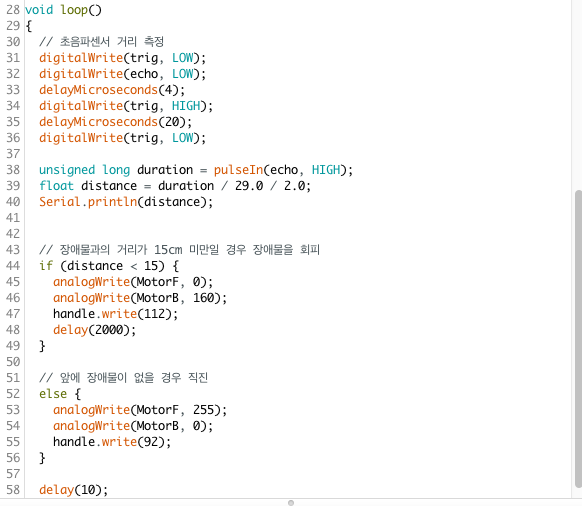 28 void loop()
29 {
30 // 초음파센서 거리 측정
31 digitalWrite(trig, LOW);
32 digitalWrite(echo, LOW);
33 delayMicroseconds(4);
34 digitalWrite(trig, HIGH);
35 delayMicroseconds(20);
36 digitalWrite(trig, LOW);
37
38 unsigned long duration = pulseIn(echo, HIGH);
39 float distance = duration / 29.0 / 2.0;
40 Serial.println(distance);
41
42
43 // 장애물과의 거리가 15cm 미만일 경우 장애물을 회피
44 if (distance < 15) {
45 analogWrite(MotorF, 0);
46 analogWrite(MotorB, 160);
47 handle.write(112);
48 delay(2000);
49 }
50
51 // 앞에 장애물이 없을 경우 직진
52 else {
53 analogWrite(MotorF, 255);
54 analogWrite(MotorB, 0);
55 handle.write(92);
56 }
57
58 delay(10);